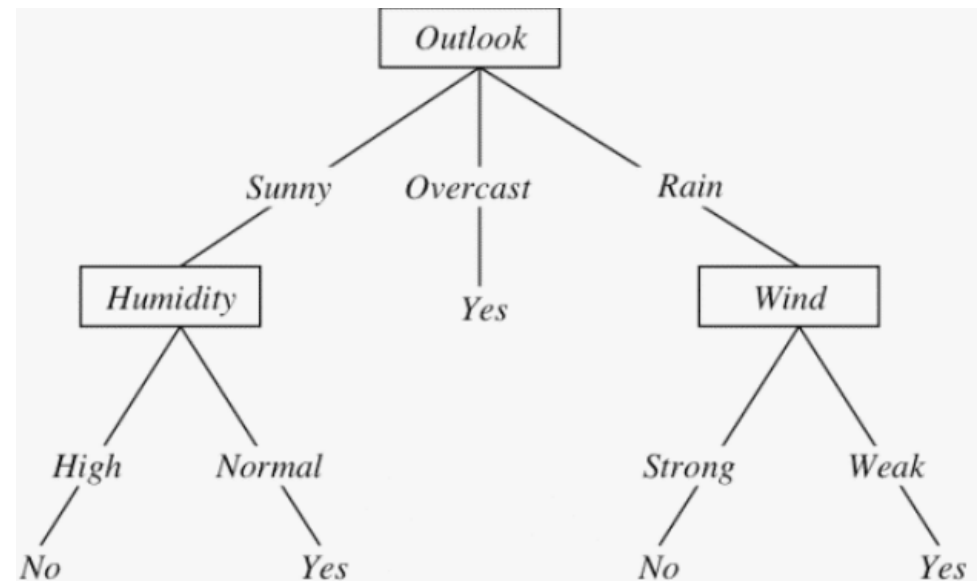 Outlook
Sunny Overcast Rain
Humidity Yes Wind
High Normal Strong Weak
No Yes No Yes